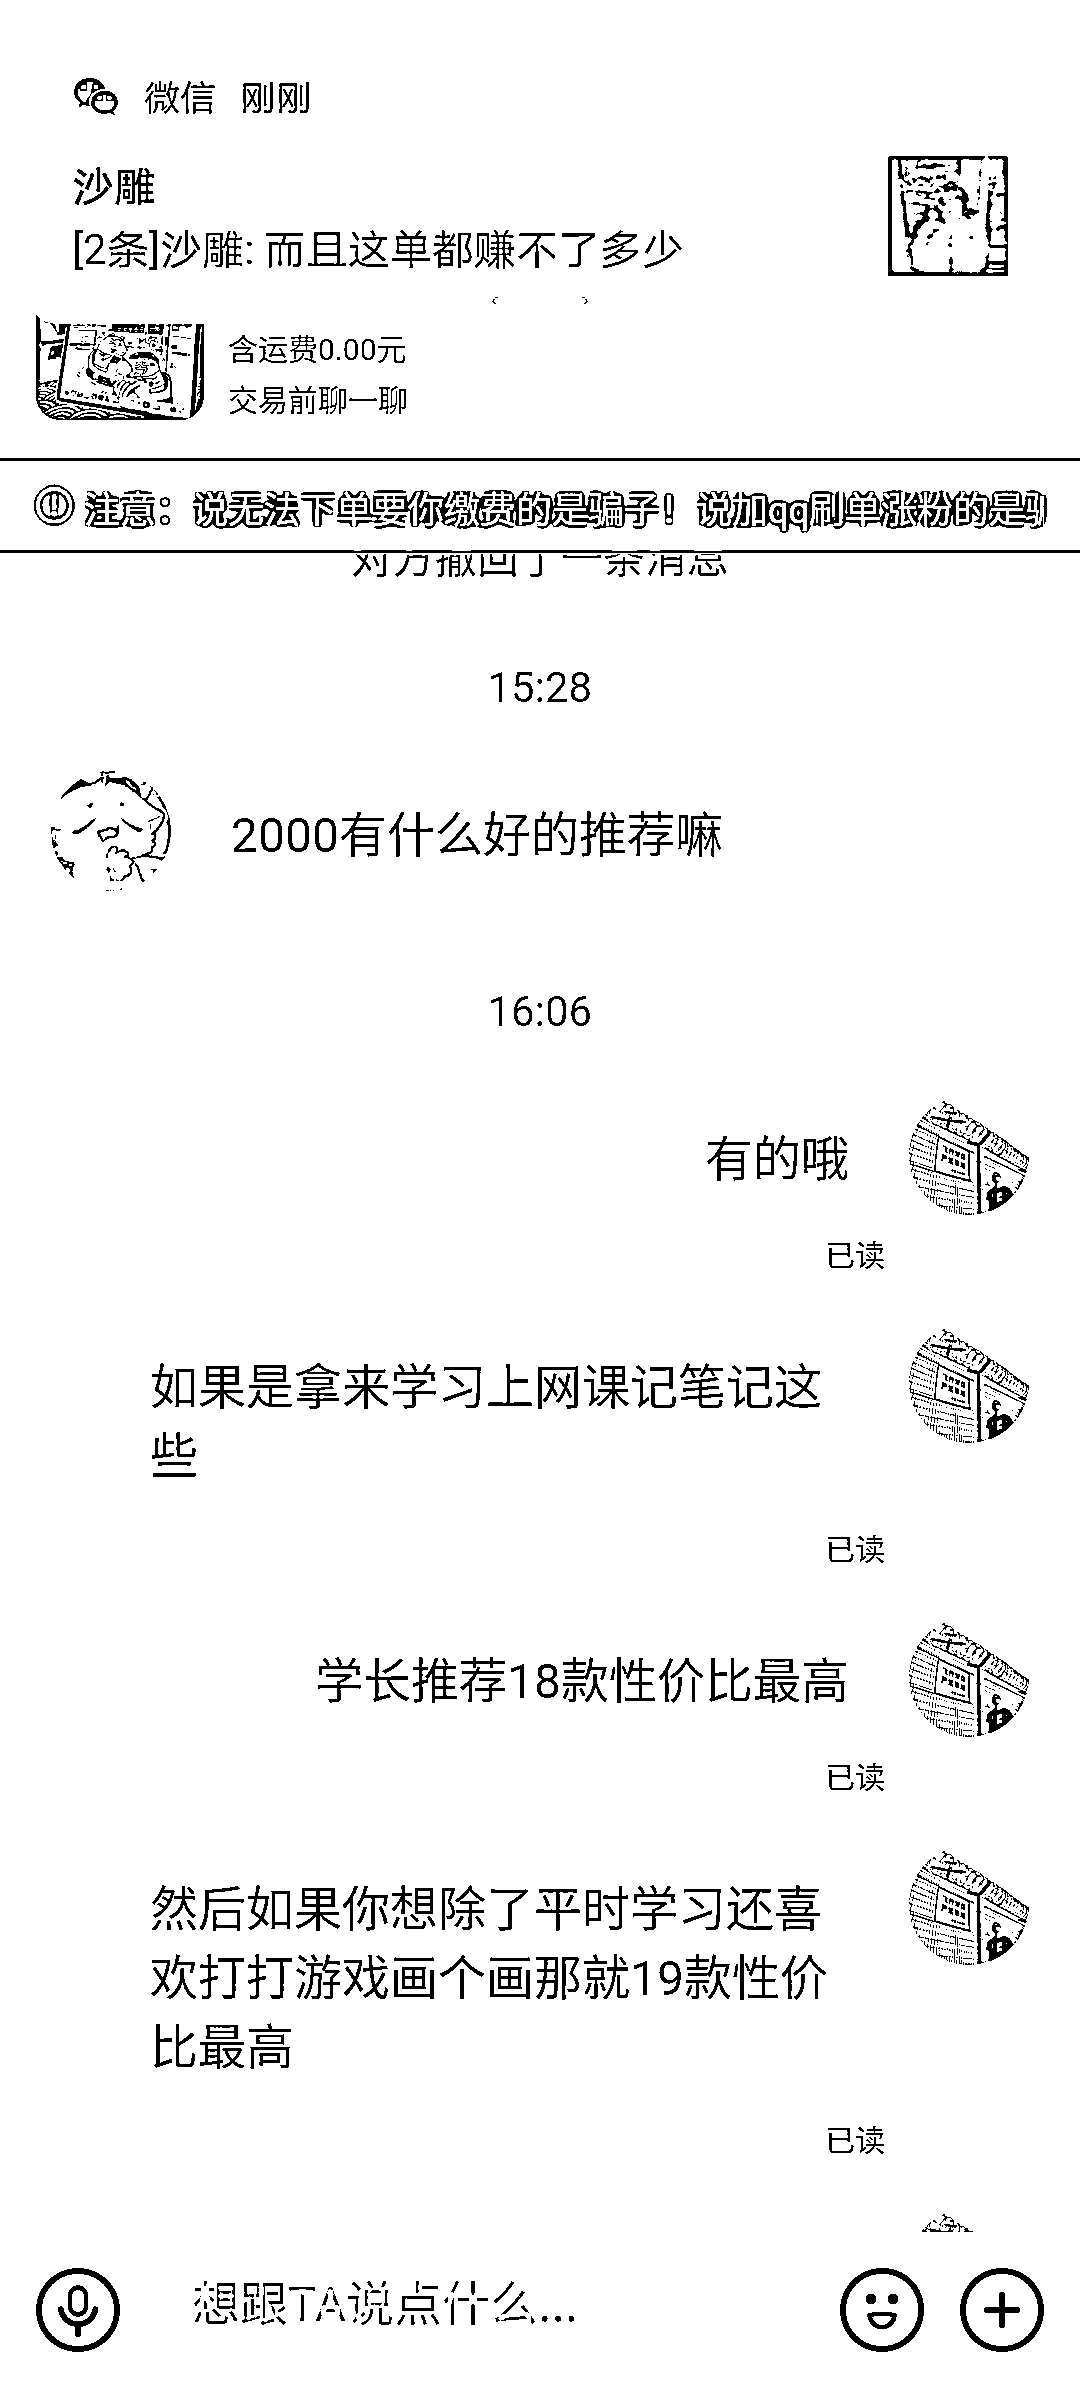 微信 刚刚
沙雕
[2条]沙雕: 而且这单都赚不了多少
含运费0.00元
交易前聊一聊
注意：说无法下单要你缴费的是骗子！说加qq刷单涨粉的是
对方撤回了一条消息
15:28
2000有什么好的推荐嘛
16:06
有的哦
已读
如果是拿来学习上网课记笔记这
些
已读
学长推荐18款性价比最高
已读
然后如果你想除了平时学习还喜
欢打打游戏画个画那就19款性价
比最高
已读
想跟TA说点什么...